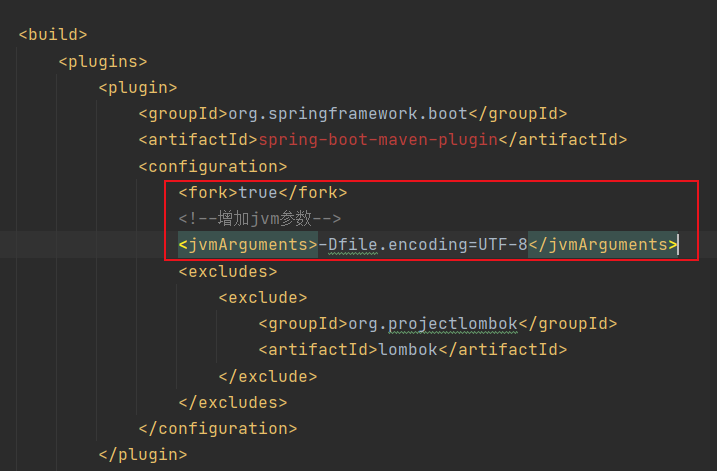 <build>
<plugins>
<plugin>
<groupId>org.springframework.boot</groupId>
<artifactId>spring-boot-maven-plugin</artifactId>
<configuration>
<fork>true</fork>
<!--增加jvm参数-->
<jvmArguments>-Dfile.encoding=UTF-8</jvmArguments>
<excludes>
<exclude>
<groupId>org.projectlombok</groupId>
<artifactId>lombok</artifactId>
</exclude>
</excludes>
</configuration>
</plugin>